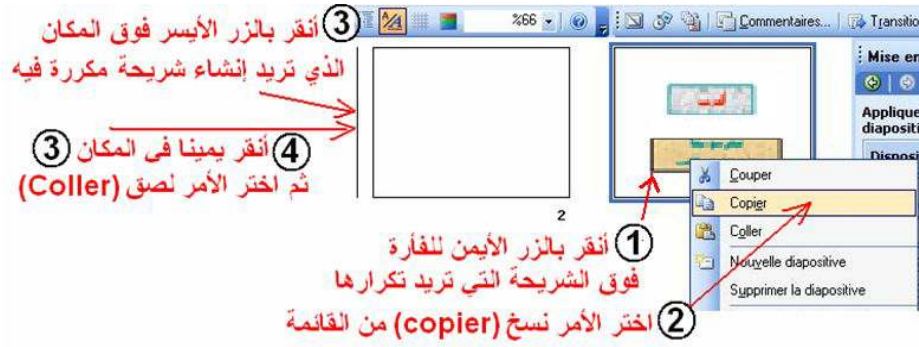 %66
Commentaires...
Transitio
Mise en
Applique
diapositi
Disposi
③ أنقر بالزر الأيسر فوق المكان
الذي تريد إنشاء شريحة مكررة فيه
④ أنقر يمينا في المكان ③
ثم اختر الأمر لصق (Coller)
2
Couper
Copier
Coller
Nouvelle diapositive
Supprimer la diapositive
① أنقر بالزر الأيمن للفأرة
فوق الشريحة التي تريد تكرارها
② اختر الأمر نسخ (copier) من القائمة